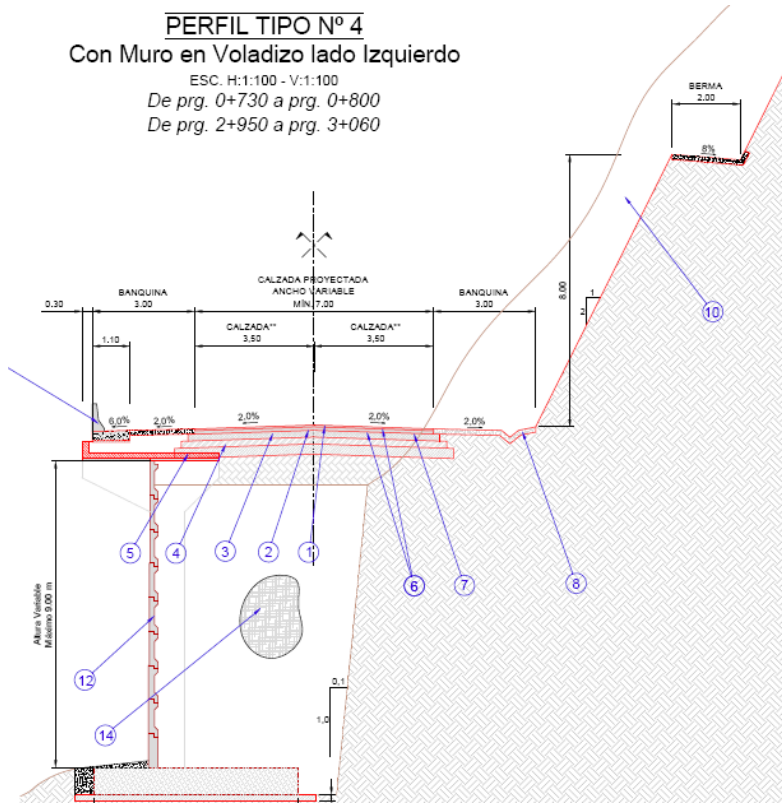 PERFIL TIPO Nº 4
Con Muro en Voladizo lado Izquierdo
ESC. H:1:100 - V:1:100
De prg. 0+730 a prg. 0+800
De prg. 2+950 a prg. 3+060
BERMA
2.00
8%
8.00
1
2
10
CALZADA PROYECTADA
ANCHO VARIABLE
MÍN. 7.00
BANQUINA
3.00
BANQUINA
3.00
0.30
CALZADA**
3,50
CALZADA**
3,50
1.10
6.0%
2.0%
2.0%
2.0%
2.0%
5
4
3
2
1
6
7
8
Altura Variable
Máximo 9.00 m
12
14
0,1
1,0